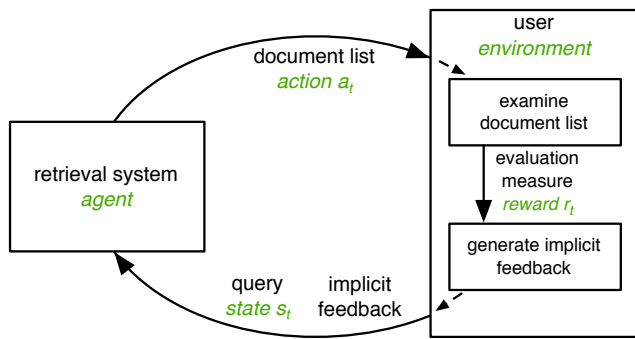 user
environment
document list
action a_t
examine
document list
retrieval system
agent
evaluation
measure
reward r_t
generate implicit
feedback
query
state s_t
implicit
feedback